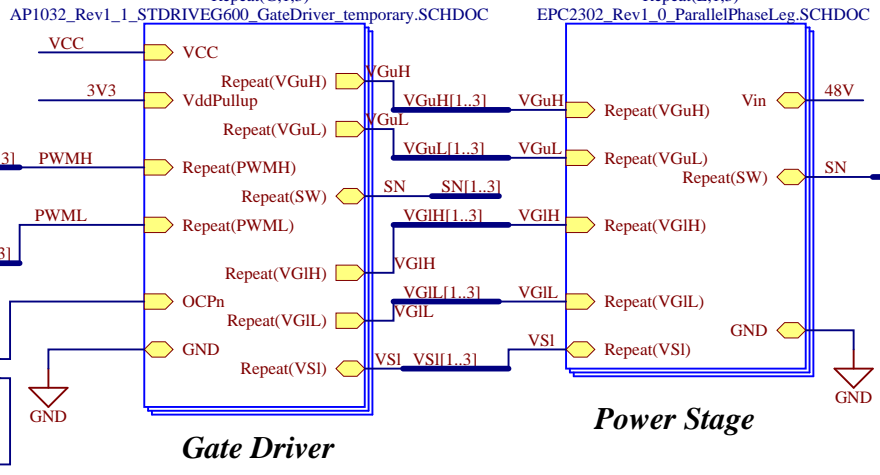 AP1032_Rev1_1_STDRIVEG600_GateDriver_temporary.SCHDOC
EPC2302_Rev1_0_ParallelPhaseLeg.SCHDOC
VCC
VCC
3V3
VddPullup
3]
PWMH
Repeat(PWMH)
PWML
Repeat(PWML)
3]
OCPn
GND
GND
Repeat(VGuH)
VGuH
Repeat(VGuL)
VGuL
Repeat(SW)
SN
SN[1..3]
Repeat(VGlH)
VGlH
Repeat(VGlL)
VGlL
Repeat(VSl)
VSl
VSl[1..3]
Gate Driver
VGuH[1..3]
VGuH
Repeat(VGuH)
VGuL[1..3]
VGuL
Repeat(VGuL)
VGlH[1..3]
VGlH
Repeat(VGlH)
VGlL[1..3]
VGlL
Repeat(VGlL)
VSl
Repeat(VSl)
Vin
48V
Repeat(SW)
SN
GND
GND
Power Stage